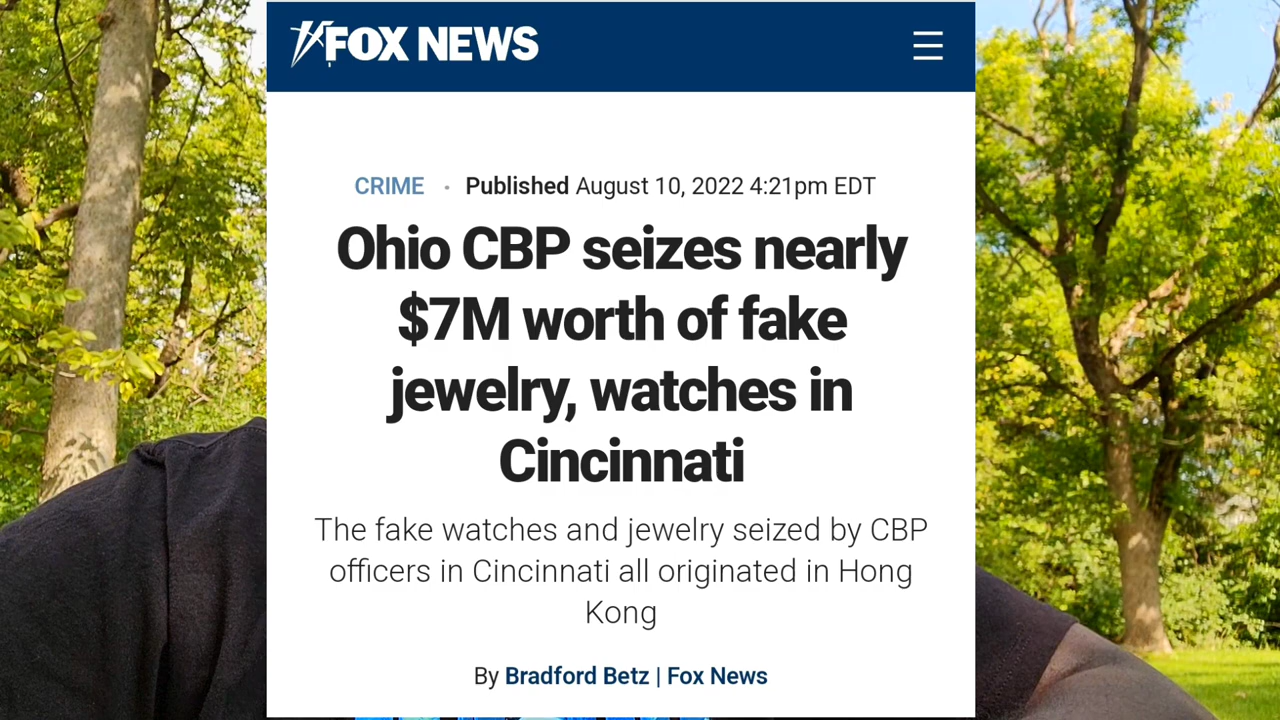 FOX NEWS
CRIME • Published August 10, 2022 4:21pm EDT
Ohio CBP seizes nearly
$7M worth of fake
jewelry, watches in
Cincinnati
The fake watches and jewelry seized by CBP
officers in Cincinnati all originated in Hong
Kong
By Bradford Betz | Fox News